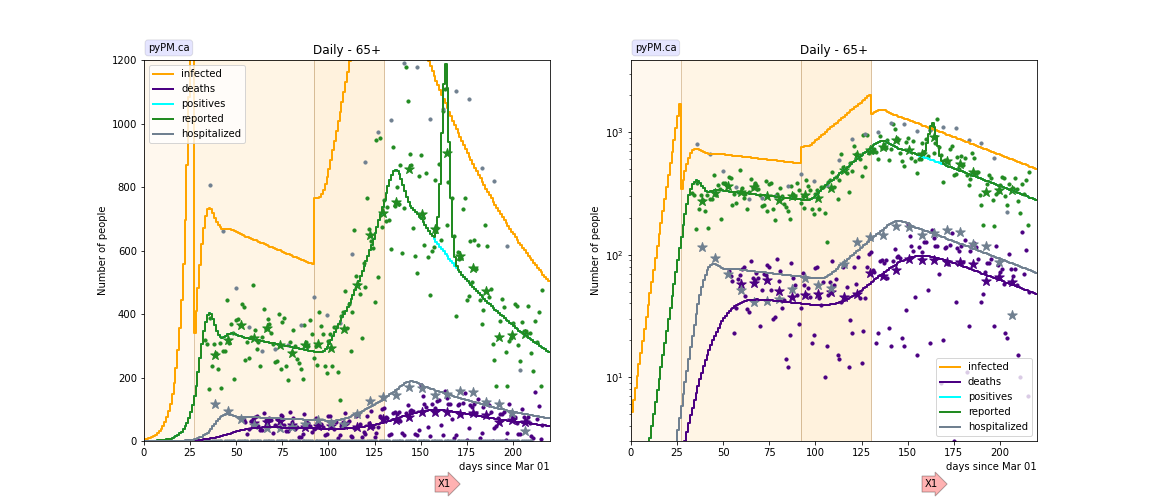 pyPM.ca
Daily - 65+
Number of people
1200
1000
800
600
400
200
0
infected
deaths
positives
reported
hospitalized
0 25 50 75 100 125 150 175 200
days since Mar 01
X1
pyPM.ca
Daily - 65+
Number of people
10³
10²
10¹
infected
deaths
positives
reported
hospitalized
0 25 50 75 100 125 150 175 200
days since Mar 01
X1